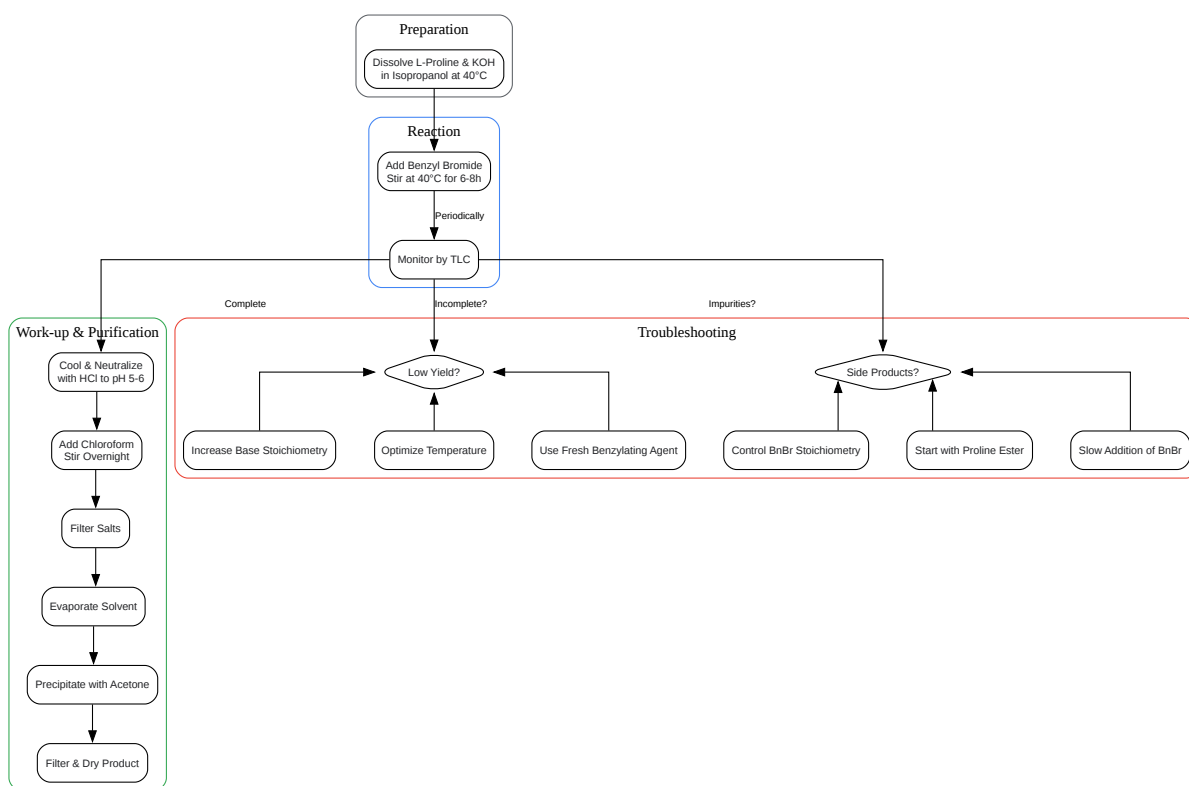 Preparation
Dissolve L-Proline & KOH
in Isopropanol at 40°C
Reaction
Add Benzyl Bromide
Stir at 40°C for 6-8h
Periodically
Monitor by TLC
Complete
Incomplete?
Impurities?
Work-up & Purification
Cool & Neutralize
with HCl to pH 5-6
Add Chloroform
Stir Overnight
Filter Salts
Evaporate Solvent
Precipitate with Acetone
Filter & Dry Product
Troubleshooting
Low Yield?
Side Products?
Increase Base Stoichiometry
Optimize Temperature
Use Fresh Benzylating Agent
Control BnBr Stoichiometry
Start with Proline Ester
Slow Addition of BnBr